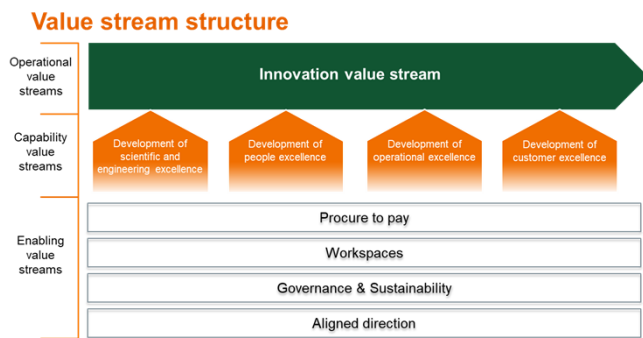 Value stream structure
Operational
value
streams
Innovation value stream
Capability
value
streams
Development of
scientific and
engineering excellence
Development of
people excellence
Development of
operational excellence
Development of
customer excellence
Enabling
value
streams
Procure to pay
Workspaces
Governance & Sustainability
Aligned direction